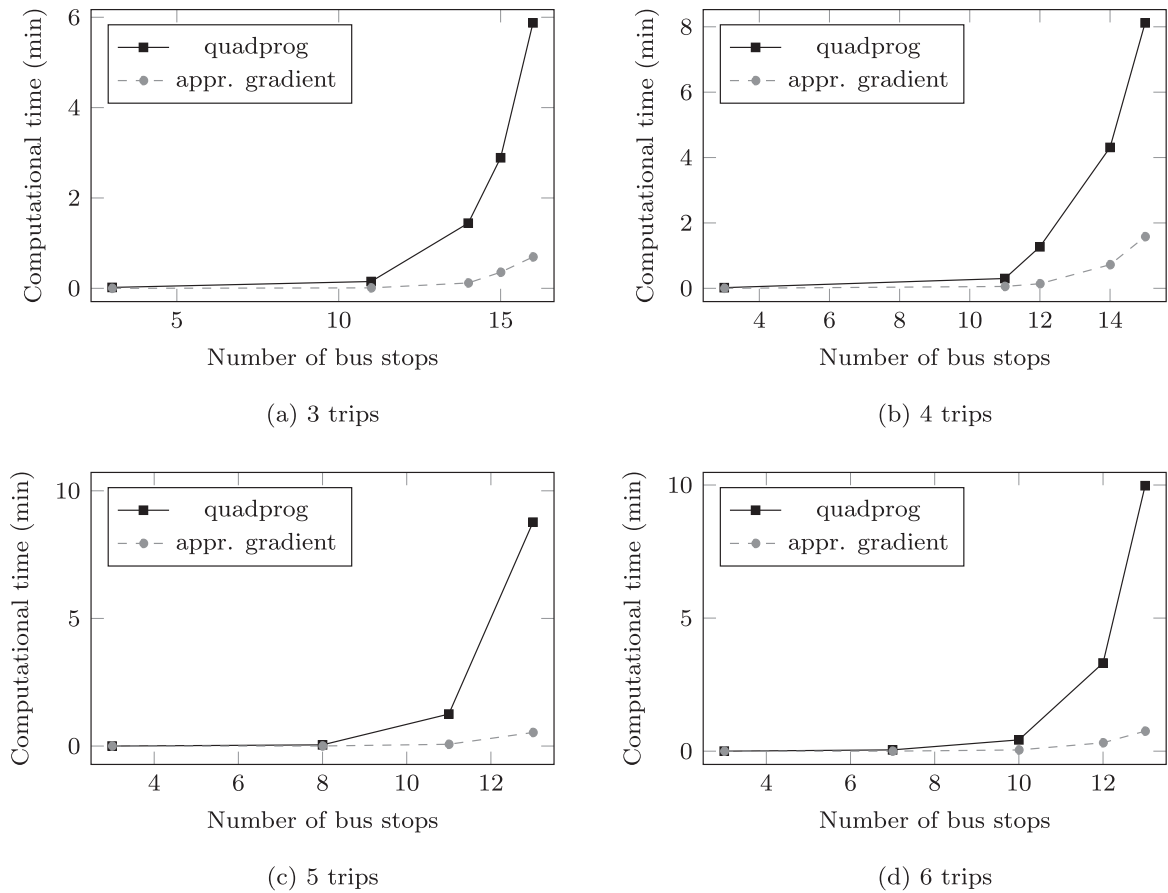 6
4
2
0
Computational time (min)
quadprog
appr. gradient
5
10
15
Number of bus stops
(a) 3 trips
8
6
4
2
0
Computational time (min)
quadprog
appr. gradient
4
6
8
10
12
14
Number of bus stops
(b) 4 trips
10
5
0
Computational time (min)
quadprog
appr. gradient
4
6
8
10
12
Number of bus stops
(c) 5 trips
10
5
0
Computational time (min)
quadprog
appr. gradient
4
6
8
10
12
Number of bus stops
(d) 6 trips